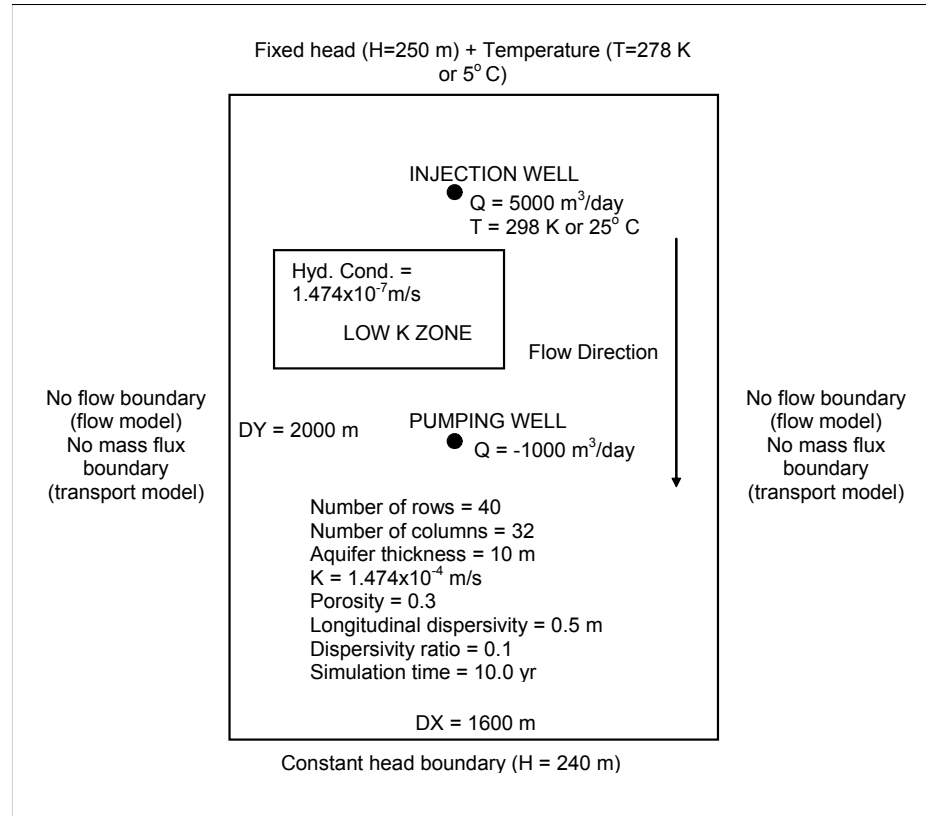 Fixed head (H=250 m) + Temperature (T=278 K
or 5° C)
INJECTION WELL
Q = 5000 m³/day
T = 298 K or 25° C
Hyd. Cond. =
1.474x10⁻⁷m/s
LOW K ZONE
Flow Direction
No flow boundary
(flow model)
No mass flux
boundary
(transport model)
DY = 2000 m
PUMPING WELL
Q = -1000 m³/day
No flow boundary
(flow model)
No mass flux
boundary
(transport model)
Number of rows = 40
Number of columns = 32
Aquifer thickness = 10 m
K = 1.474x10⁻⁴ m/s
Porosity = 0.3
Longitudinal dispersivity = 0.5 m
Dispersivity ratio = 0.1
Simulation time = 10.0 yr
DX = 1600 m
Constant head boundary (H = 240 m)